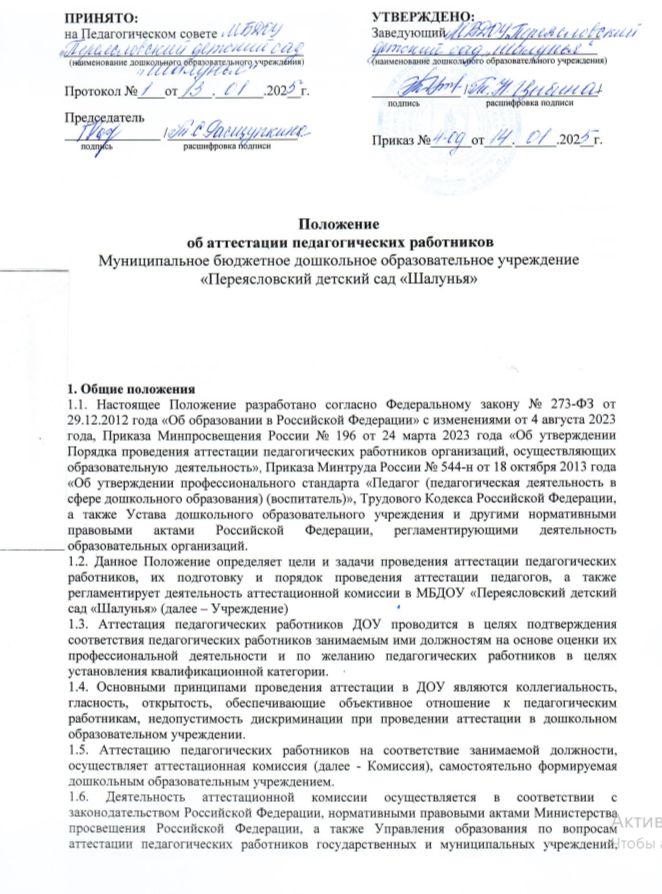 ПРИНЯТО:
на Педагогическом совете МБДОУ
Переясловский детский сад
(наименование дошкольного образовательного учреждения)
"Шалунья"
Протокол № 1 от 13 . 01 .2025г.
Председатель
/
подпись расшифровка подписи
УТВЕРЖДЕНО:
Заведующий МБДОУ Переясловский
детский сад "Шалунья"
(наименование дошкольного образовательного учреждения)
/
подпись расшифровка подписи
Приказ № 4-од от 14 . 01 .2025г.
Положение
об аттестации педагогических работников
Муниципальное бюджетное дошкольное образовательное учреждение
«Переясловский детский сад «Шалунья»
1. Общие положения
1.1. Настоящее Положение разработано согласно Федеральному закону № 273-ФЗ от
29.12.2012 года «Об образовании в Российской Федерации» с изменениями от 4 августа 2023
года, Приказа Минпросвещения России № 196 от 24 марта 2023 года «Об утверждении
Порядка проведения аттестации педагогических работников организаций, осуществляющих
образовательную деятельность», Приказа Минтруда России № 544-н от 18 октября 2013 года
«Об утверждении профессионального стандарта «Педагог (педагогическая деятельность в
сфере дошкольного образования) (воспитатель)», Трудового Кодекса Российской Федерации,
а также Устава дошкольного образовательного учреждения и другими нормативными
правовыми актами Российской Федерации, регламентирующими деятельность
образовательных организаций.
1.2. Данное Положение определяет цели и задачи проведения аттестации педагогических
работников, их подготовку и порядок проведения аттестации педагогов, а также
регламентирует деятельность аттестационной комиссии в МБДОУ «Переясловский детский
сад «Шалунья» (далее – Учреждение)
1.3. Аттестация педагогических работников ДОУ проводится в целях подтверждения
соответствия педагогических работников занимаемым ими должностям на основе оценки их
профессиональной деятельности и по желанию педагогических работников в целях
установления квалификационной категории.
1.4. Основными принципами проведения аттестации в ДОУ являются коллегиальность,
гласность, открытость, обеспечивающие объективное отношение к педагогическим
работникам, недопустимость дискриминации при проведении аттестации в дошкольном
образовательном учреждении.
1.5. Аттестацию педагогических работников на соответствие занимаемой должности,
осуществляет аттестационная комиссия (далее - Комиссия), самостоятельно формируемая
дошкольным образовательным учреждением.
1.6. Деятельность аттестационной комиссии осуществляется в соответствии с
законодательством Российской Федерации, нормативными правовыми актами Министерства
просвещения Российской Федерации, а также Управления образования по вопросам
аттестации педагогических работников государственных и муниципальных учреждений,
Актив
Чтобы а